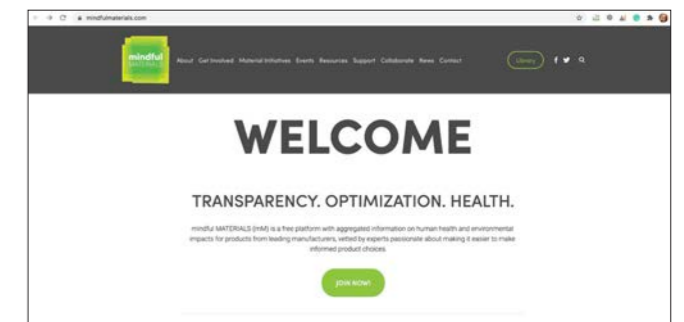 mindfulmaterials.com
mindful
MATERIALS
About Get Involved Material Initiatives Events Resources Support Collaborate News Contact
Library
WELCOME
TRANSPARENCY. OPTIMIZATION. HEALTH.
mindful MATERIALS (mM) is a free platform with aggregated information on human health and environmental
impacts for products from leading manufacturers, vetted by experts passionate about making it easier to make
informed product choices.
JOIN NOW!